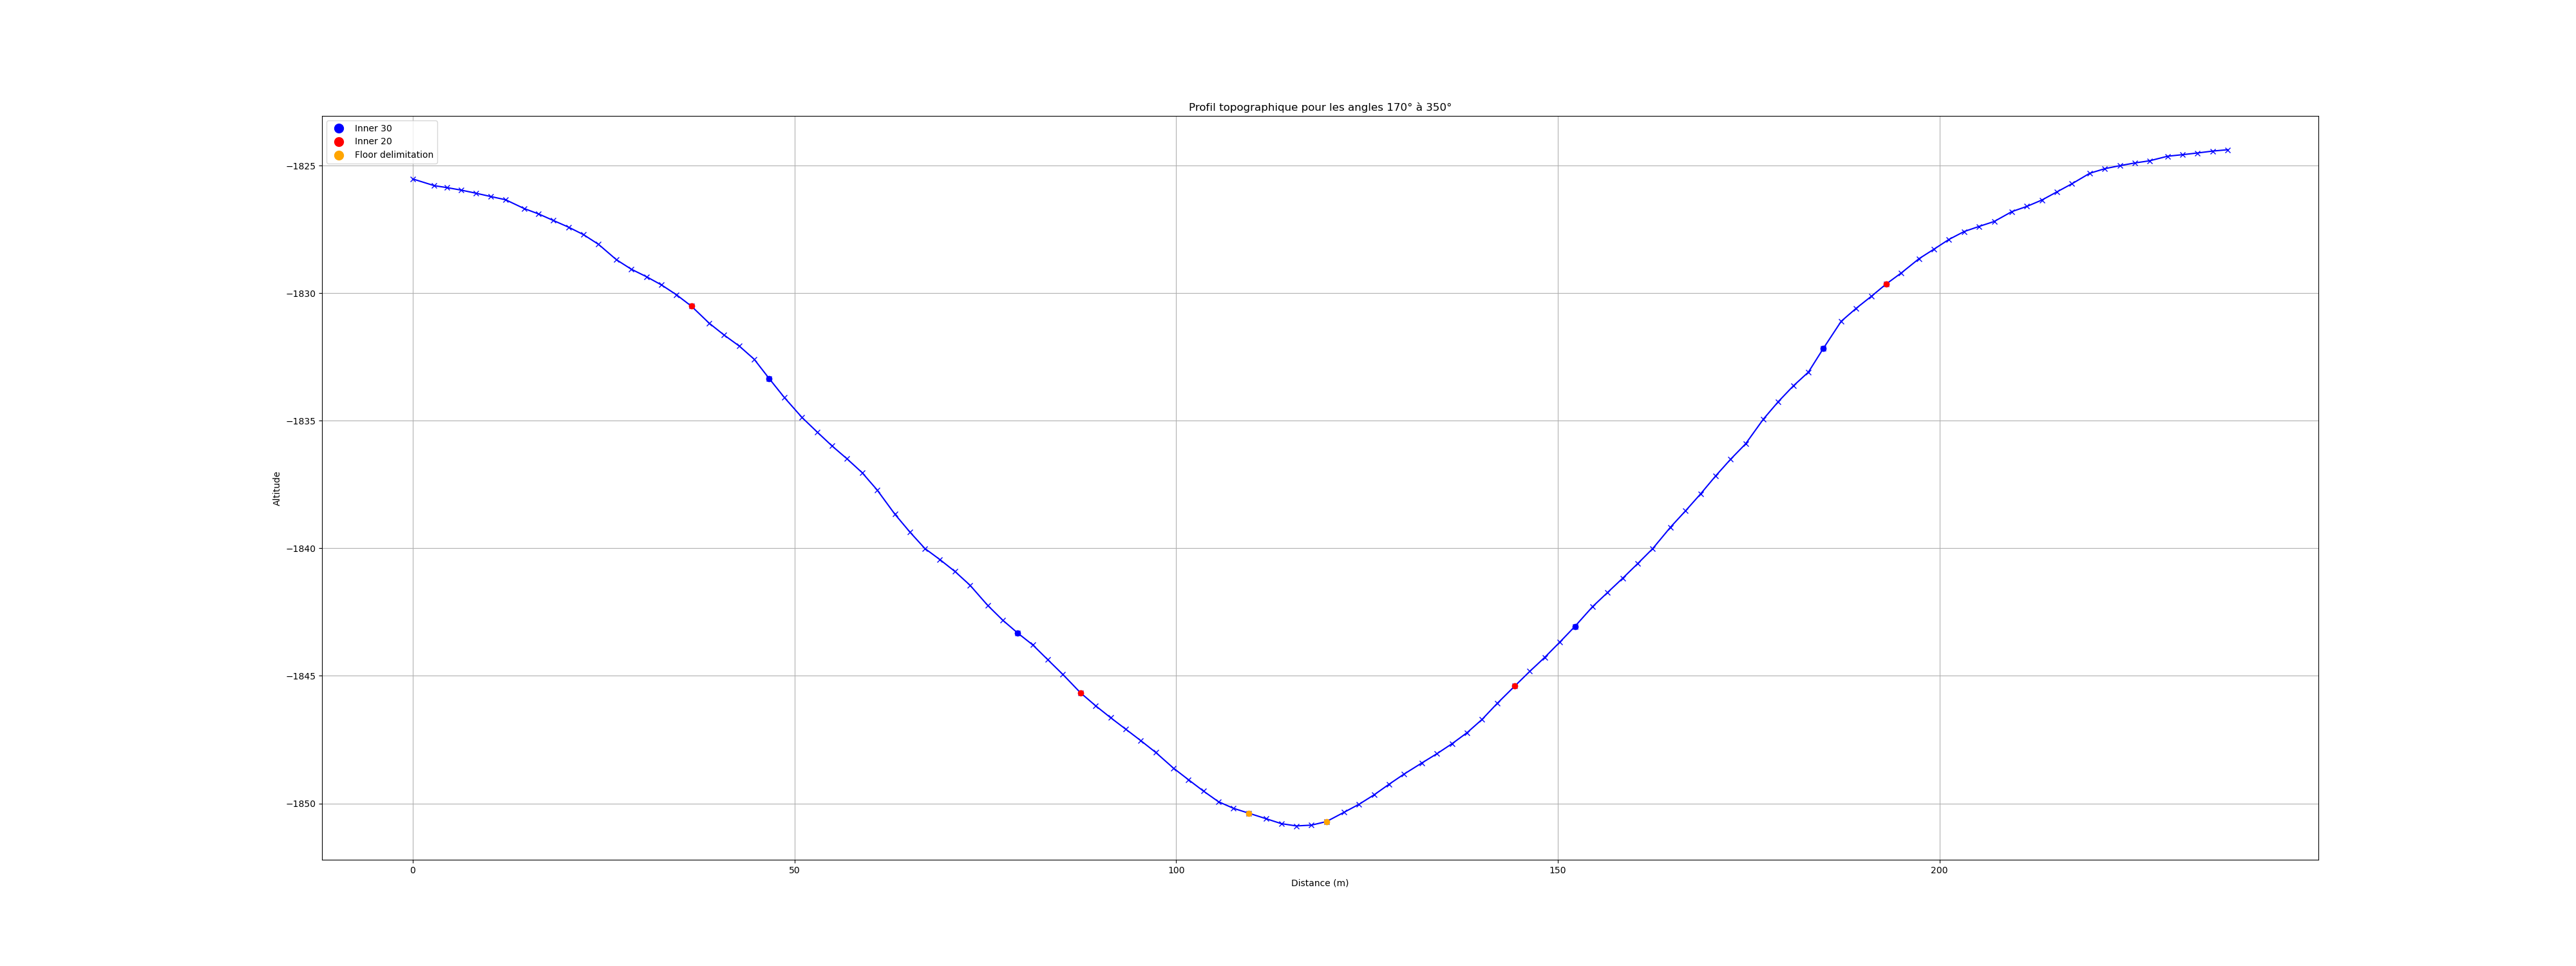 Profil topographique pour les angles 170° à 350°
Inner 30
Inner 20
Floor delimitation
−1825
−1830
−1835
−1840
−1845
−1850
Altitude
0 50 100 150 200
Distance (m)